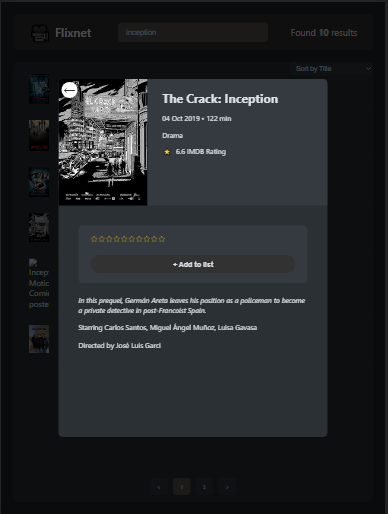 Flixnet
inception
Found 10 results
Sort by Title
←
The Crack: Inception
04 Oct 2019 • 122 min
Drama
6.6 IMDB Rating
EL CRACK
+ Add to list
In this prequel, Germán Areta leaves his position as a policeman to become
a private detective in post-Francoist Spain.
Starring Carlos Santos, Miguel Ángel Muñoz, Luisa Gavasa
Directed by José Luis Garci
Incep
Motio
Comic
poste
< 1 2 >